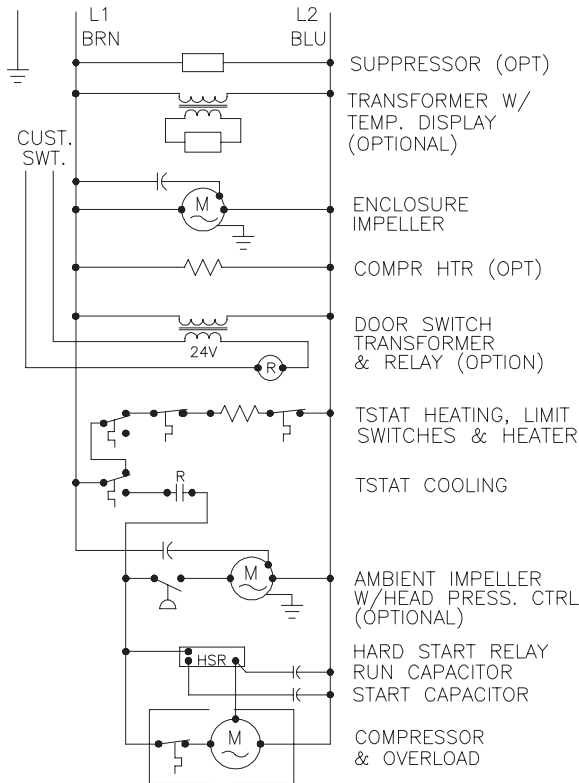 L1 L2
BRN BLU
SUPPRESSOR (OPT)
TRANSFORMER W/
TEMP. DISPLAY
(OPTIONAL)
CUST.
SWT.
M
ENCLOSURE
IMPELLER
COMPR HTR (OPT)
DOOR SWITCH
TRANSFORMER
& RELAY (OPTION)
24V
R
TSTAT HEATING, LIMIT
SWITCHES & HEATER
R
TSTAT COOLING
M
AMBIENT IMPELLER
W/HEAD PRESS. CTRL
(OPTIONAL)
HARD START RELAY
HSR
RUN CAPACITOR
START CAPACITOR
M
COMPRESSOR
& OVERLOAD